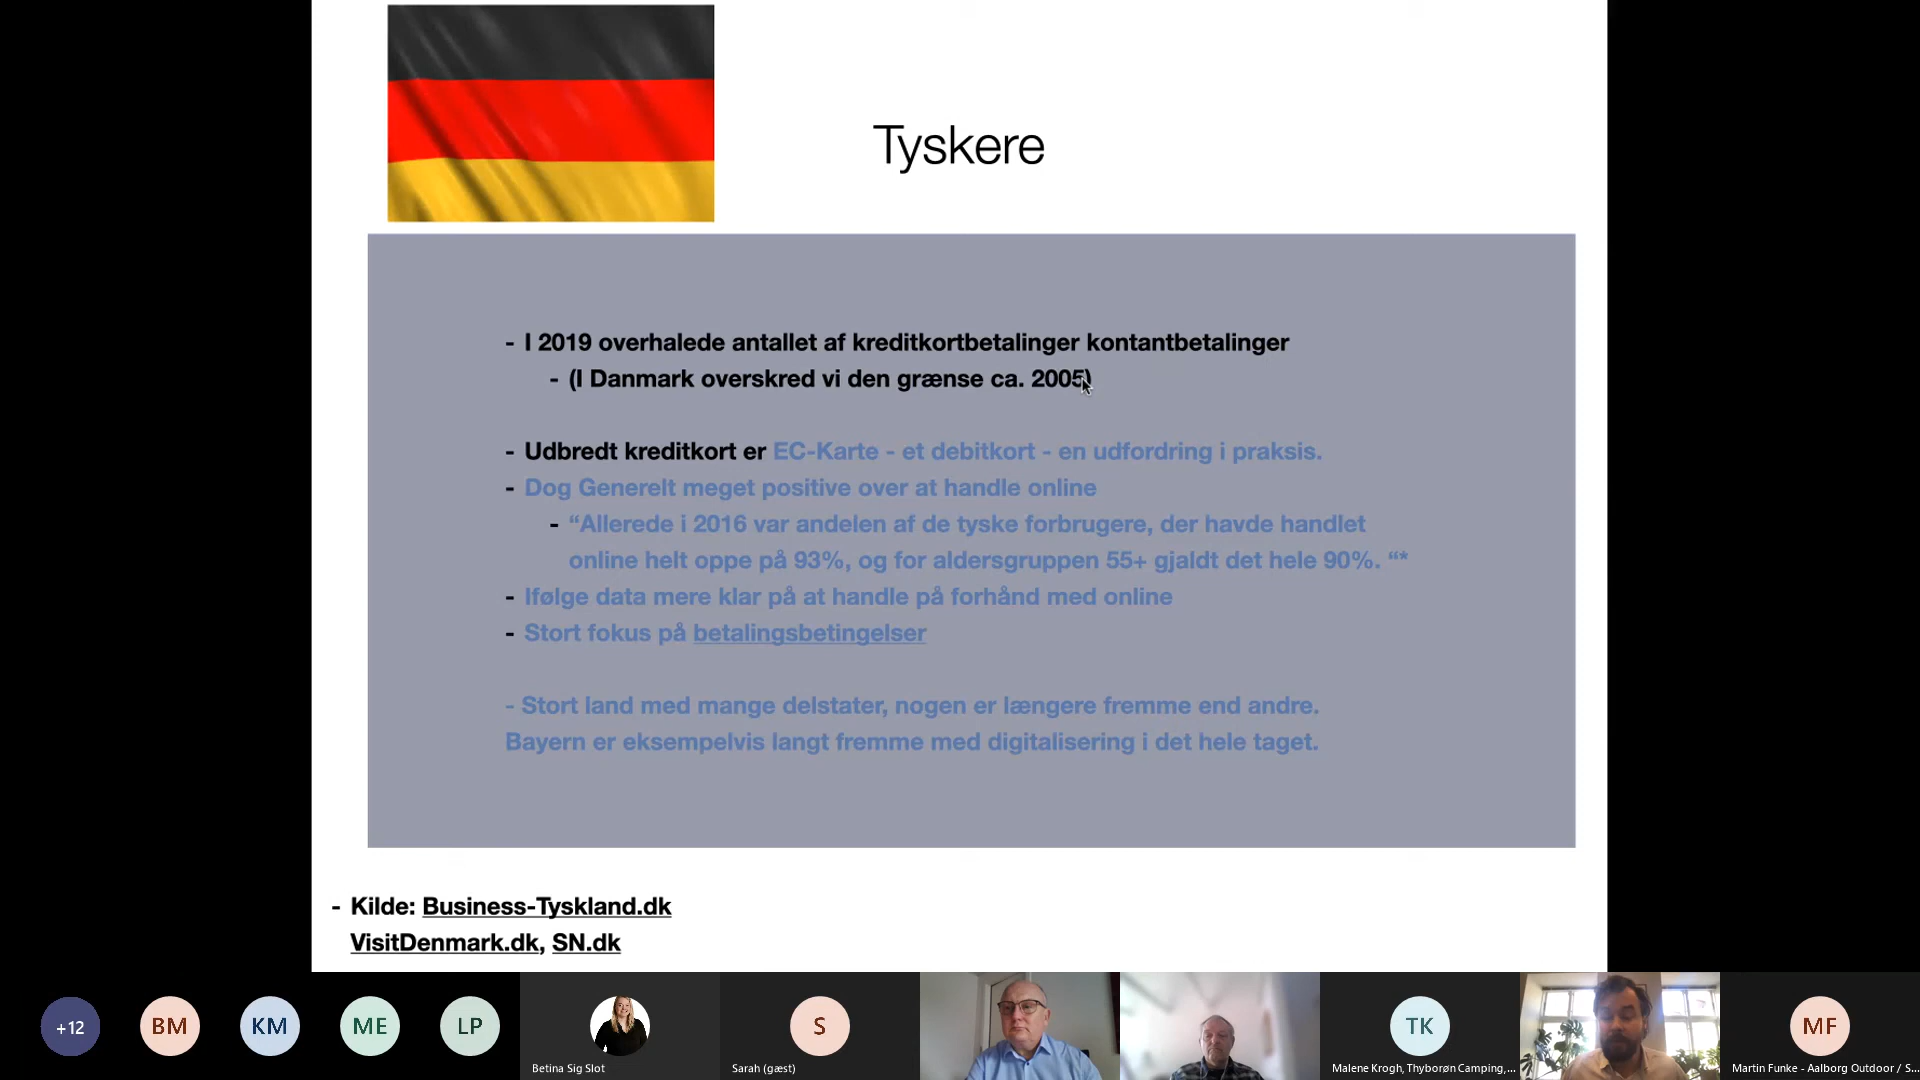 Tyskere
- I 2019 overhalede antallet af kreditkortbetalinger kontantbetalinger
- (I Danmark overskred vi den grænse ca. 2005)
- Udbredt kreditkort er EC-Karte - et debitkort - en udfordring i praksis.
- Dog Generelt meget positive over at handle online
- “Allerede i 2016 var andelen af de tyske forbrugere, der havde handlet
online helt oppe på 93%, og for aldersgruppen 55+ gjaldt det hele 90%. “*
- Ifølge data mere klar på at handle på forhånd med online
- Stort fokus på betalingsbetingelser
- Stort land med mange delstater, nogen er længere fremme end andre.
Bayern er eksempelvis langt fremme med digitalisering i det hele taget.
- Kilde: Business-Tyskland.dk
VisitDenmark.dk, SN.dk
+12
BM
KM
ME
LP
Betina Sig Slot
S
Sarah (gæst)
TK
Malene Krogh, Thyborøn Camping,...
MF
Martin Funke - Aalborg Outdoor / S...